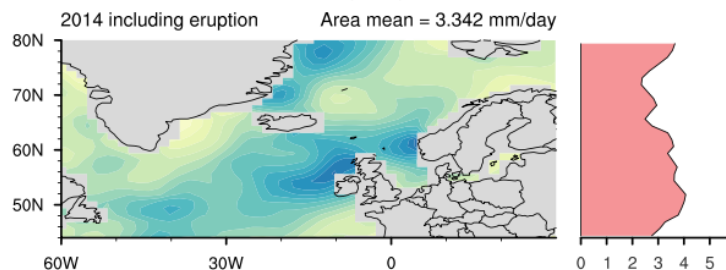 2014 including eruption Area mean = 3.342 mm/day
80N
70N
60N
50N
60W 30W 0 0 1 2 3 4 5